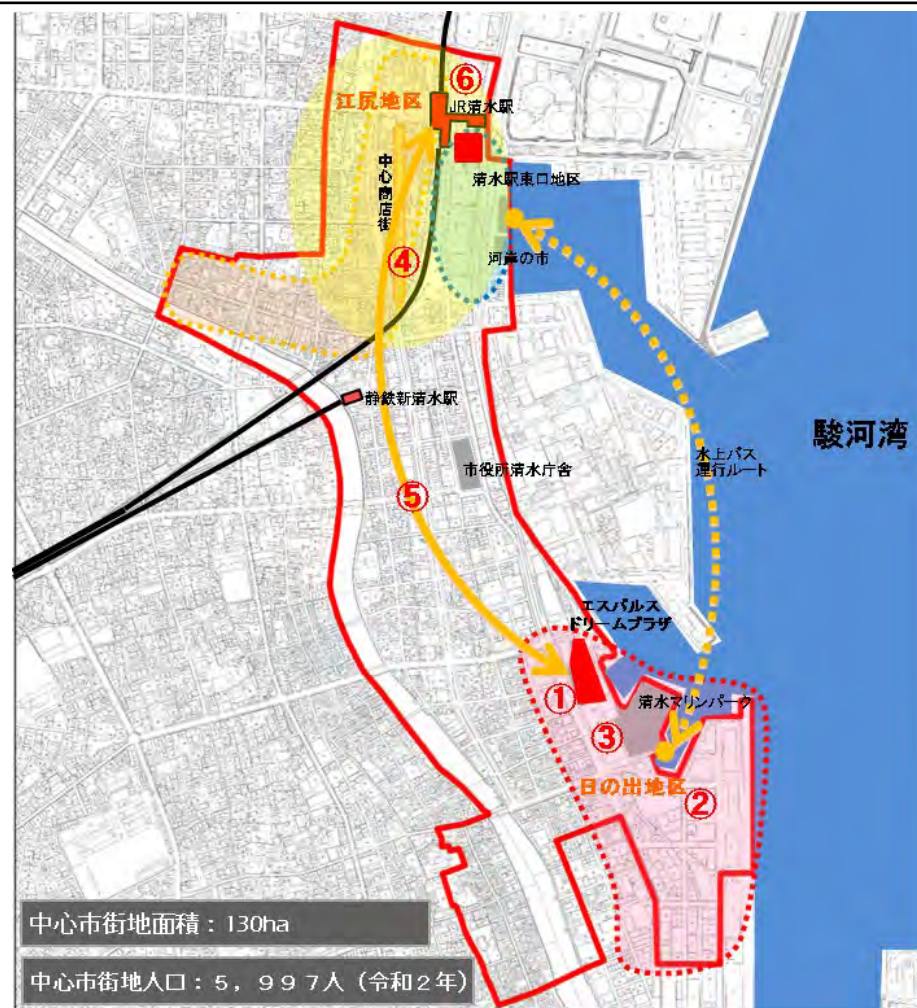 ⑥
江尻地区
JR清水駅
中心商店街
清水駅東口地区
④
河岸の市
静鉄新清水駅
駿河湾
水上バス
運行ルート
市役所清水庁舎
⑤
エスパルス
ドリームプラザ
①
清水マリンパーク
③
日の出地区
②
中心市街地面積：130ha
中心市街地人口：5，997人（令和2年）